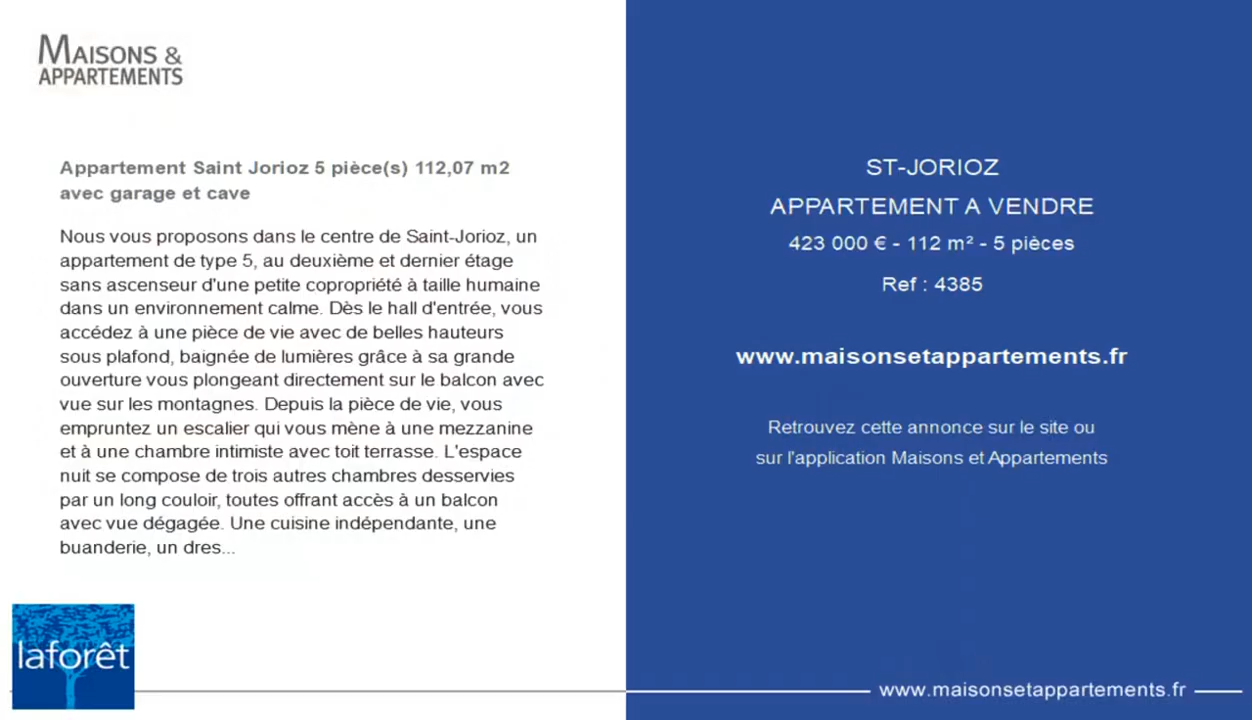 MAISONS &
APPARTEMENTS
Appartement Saint Jorioz 5 pièce(s) 112,07 m2
avec garage et cave
Nous vous proposons dans le centre de Saint-Jorioz, un
appartement de type 5, au deuxième et dernier étage
sans ascenseur d'une petite copropriété à taille humaine
dans un environnement calme. Dès le hall d'entrée, vous
accédez à une pièce de vie avec de belles hauteurs
sous plafond, baignée de lumières grâce à sa grande
ouverture vous plongeant directement sur le balcon avec
vue sur les montagnes. Depuis la pièce de vie, vous
empruntez un escalier qui vous mène à une mezzanine
et à une chambre intimiste avec toit terrasse. L'espace
nuit se compose de trois autres chambres desservies
par un long couloir, toutes offrant accès à un balcon
avec vue dégagée. Une cuisine indépendante, une
buanderie, un dres...
laforêt
ST-JORIOZ
APPARTEMENT A VENDRE
423 000 € - 112 m² - 5 pièces
Ref : 4385
www.maisonsetappartements.fr
Retrouvez cette annonce sur le site ou
sur l'application Maisons et Appartements
www.maisonsetappartements.fr